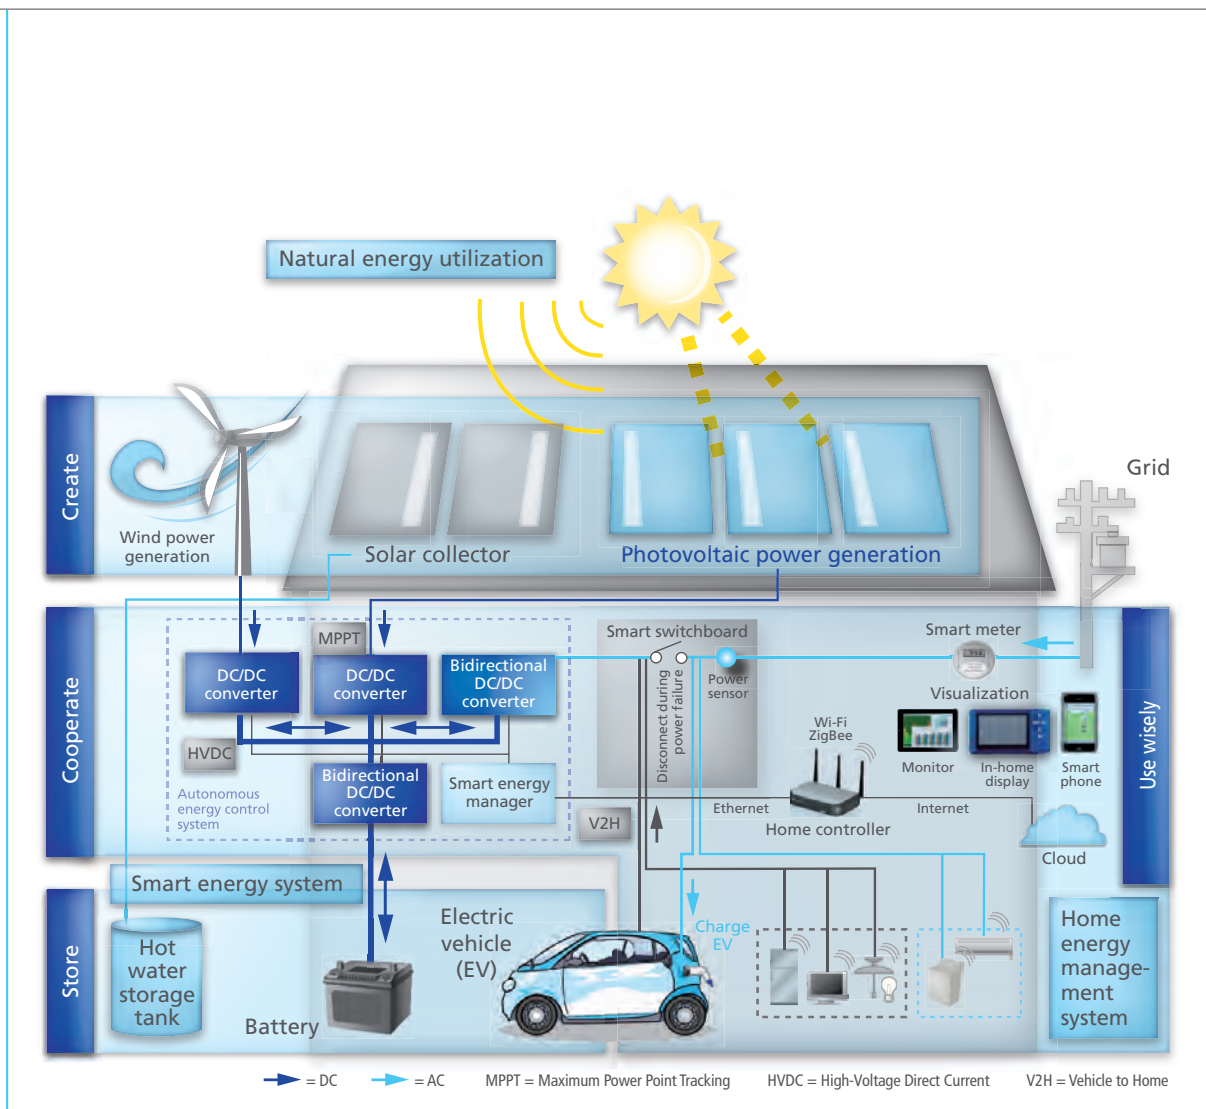 Natural energy utilization
Create
Wind power
generation
Solar collector
Photovoltaic power generation
Grid
Cooperate
MPPT
DC/DC
converter
DC/DC
converter
Bidirectional
DC/DC
converter
HVDC
Autonomous
energy control
system
Bidirectional
DC/DC
converter
Smart energy
manager
Smart switchboard
Disconnect during
power failure
Power
sensor
Smart meter
Visualization
Monitor
In-home
display
Smart
phone
Wi-Fi
ZigBee
Ethernet
Internet
Home controller
Cloud
V2H
Use wisely
Smart energy system
Store
Hot
water
storage
tank
Battery
Electric
vehicle
(EV)
Charge
EV
Home
energy
manage-
ment
system
= DC
= AC
MPPT = Maximum Power Point Tracking
HVDC = High-Voltage Direct Current
V2H = Vehicle to Home